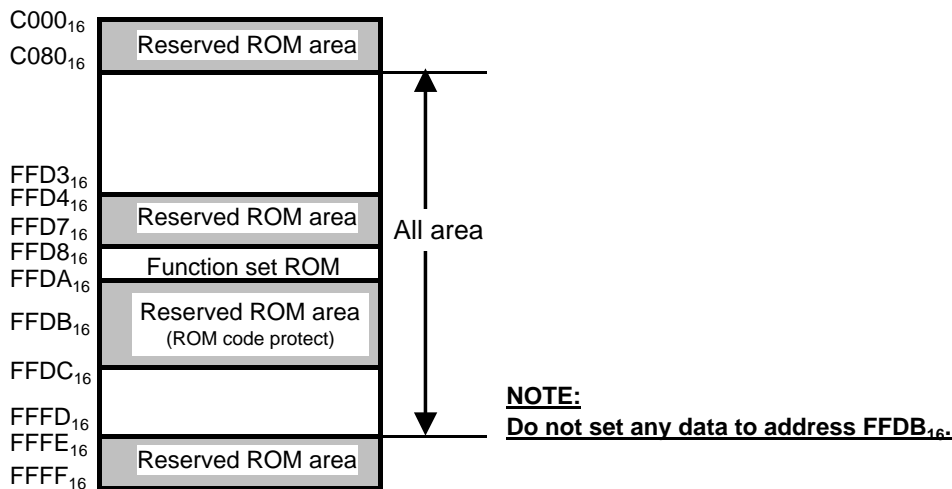 C000₁₆
Reserved ROM area
C080₁₆
FFD3₁₆
FFD4₁₆
Reserved ROM area
FFD7₁₆
All area
FFD8₁₆
Function set ROM
FFDA₁₆
Reserved ROM area
FFDB₁₆
(ROM code protect)
FFDC₁₆
NOTE:
FFFD₁₆
Do not set any data to address FFDB₁₆.
FFFE₁₆
Reserved ROM area
FFFF₁₆